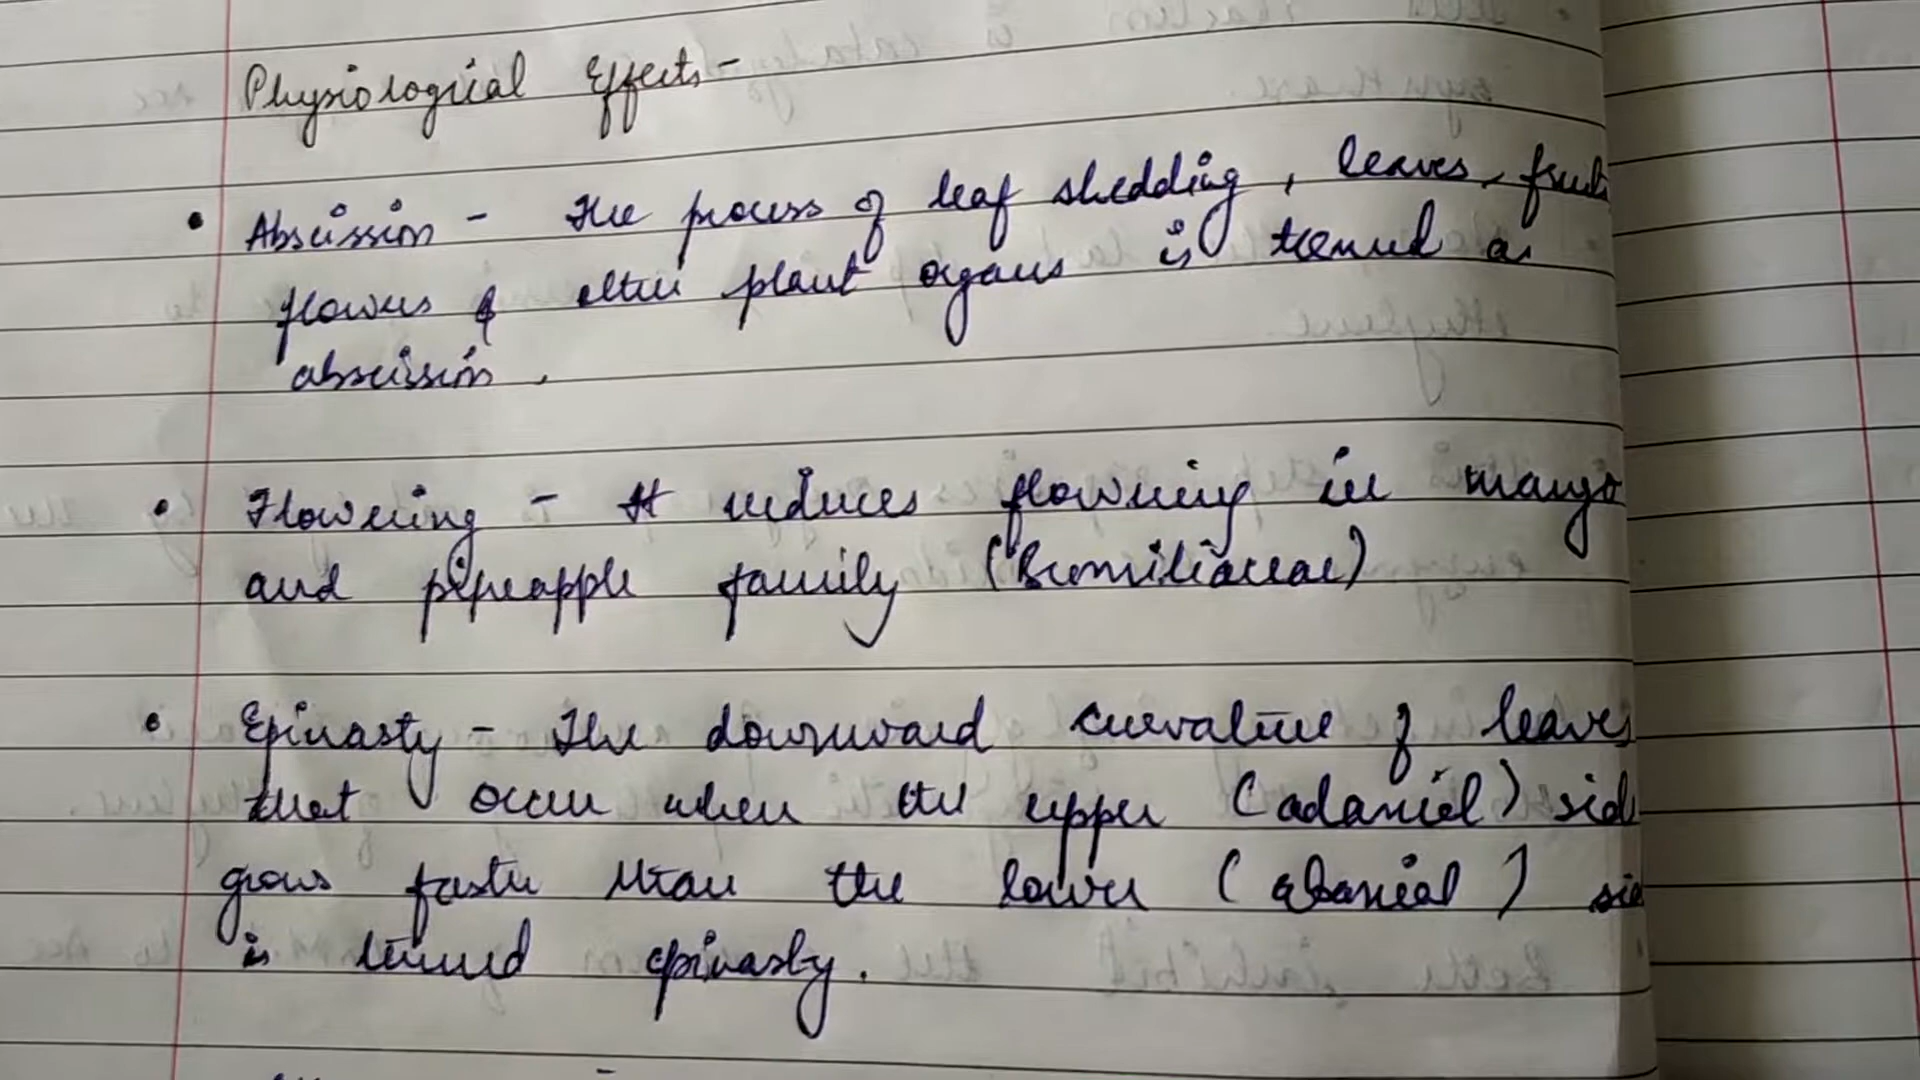 Physiological Effects -
• Abscission - The process of leaf shedding, leaves, fruits
flowers & other plant organs is termed as
abscission.
• Flowering - It reduces flowering in mango
and pineapple family (Bromiliaceae)
• Epinasty - The downward curvature of leaves
that occur when the upper (adaxial) side
grows faster than the lower (abaxial) side
is termed epinasty.